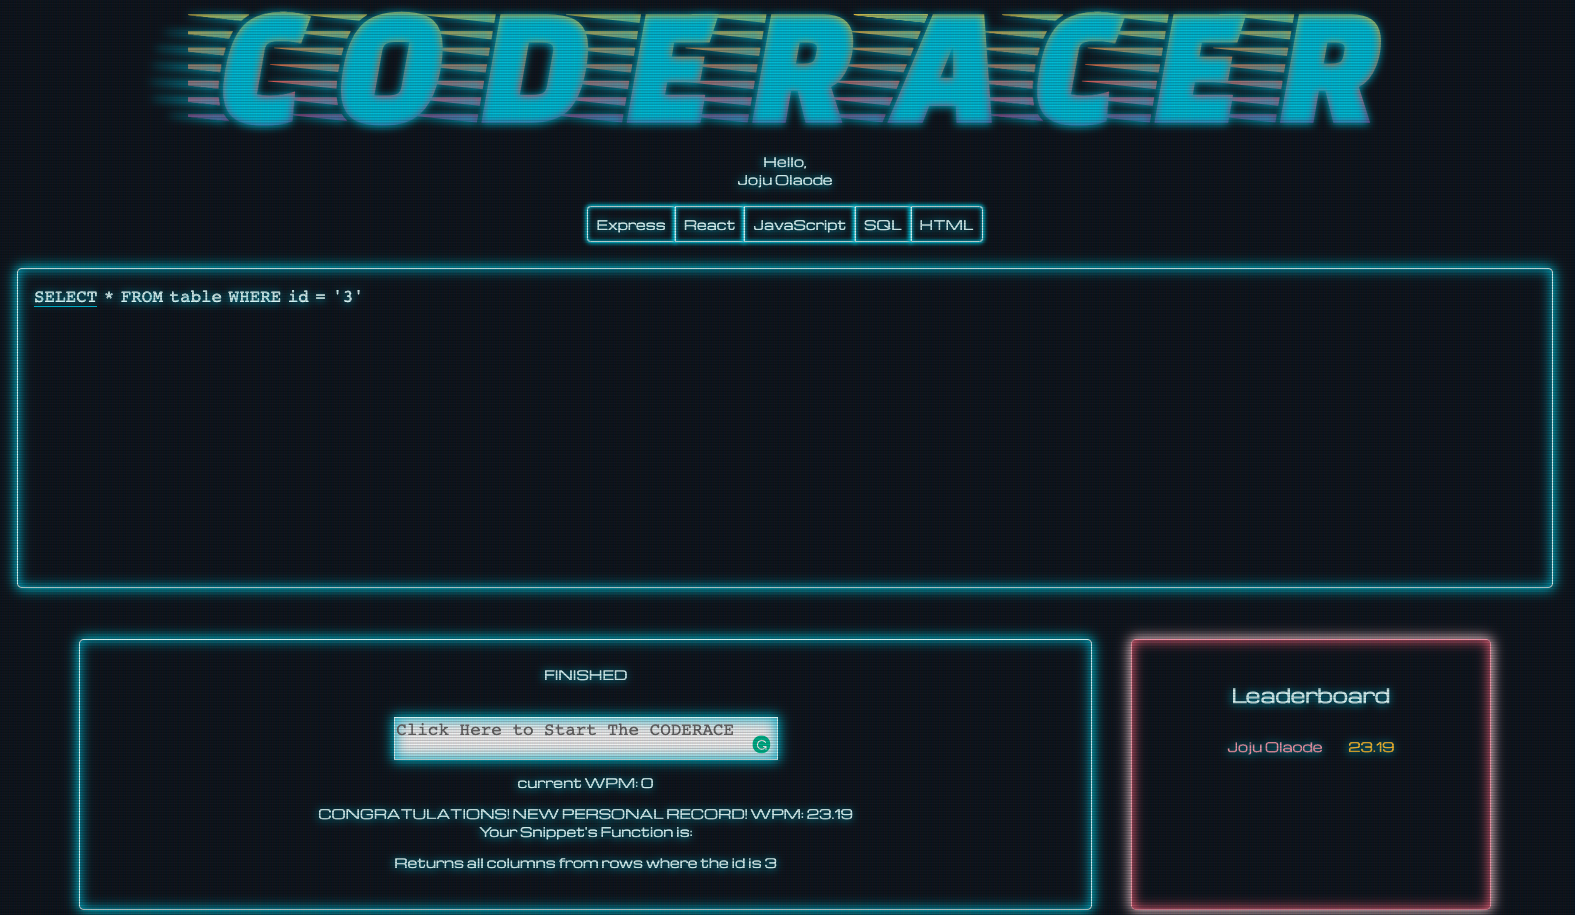 CODERACER
Hello,
Joju Olaode
Express React JavaScript SQL HTML
SELECT * FROM table WHERE id = '3'
FINISHED
Click Here to Start The CODERACE
G
current WPM: 0
CONGRATULATIONS! NEW PERSONAL RECORD! WPM: 23.19
Your Snippet's Function is:
Returns all columns from rows where the id is 3
Leaderboard
Joju Olaode 23.19